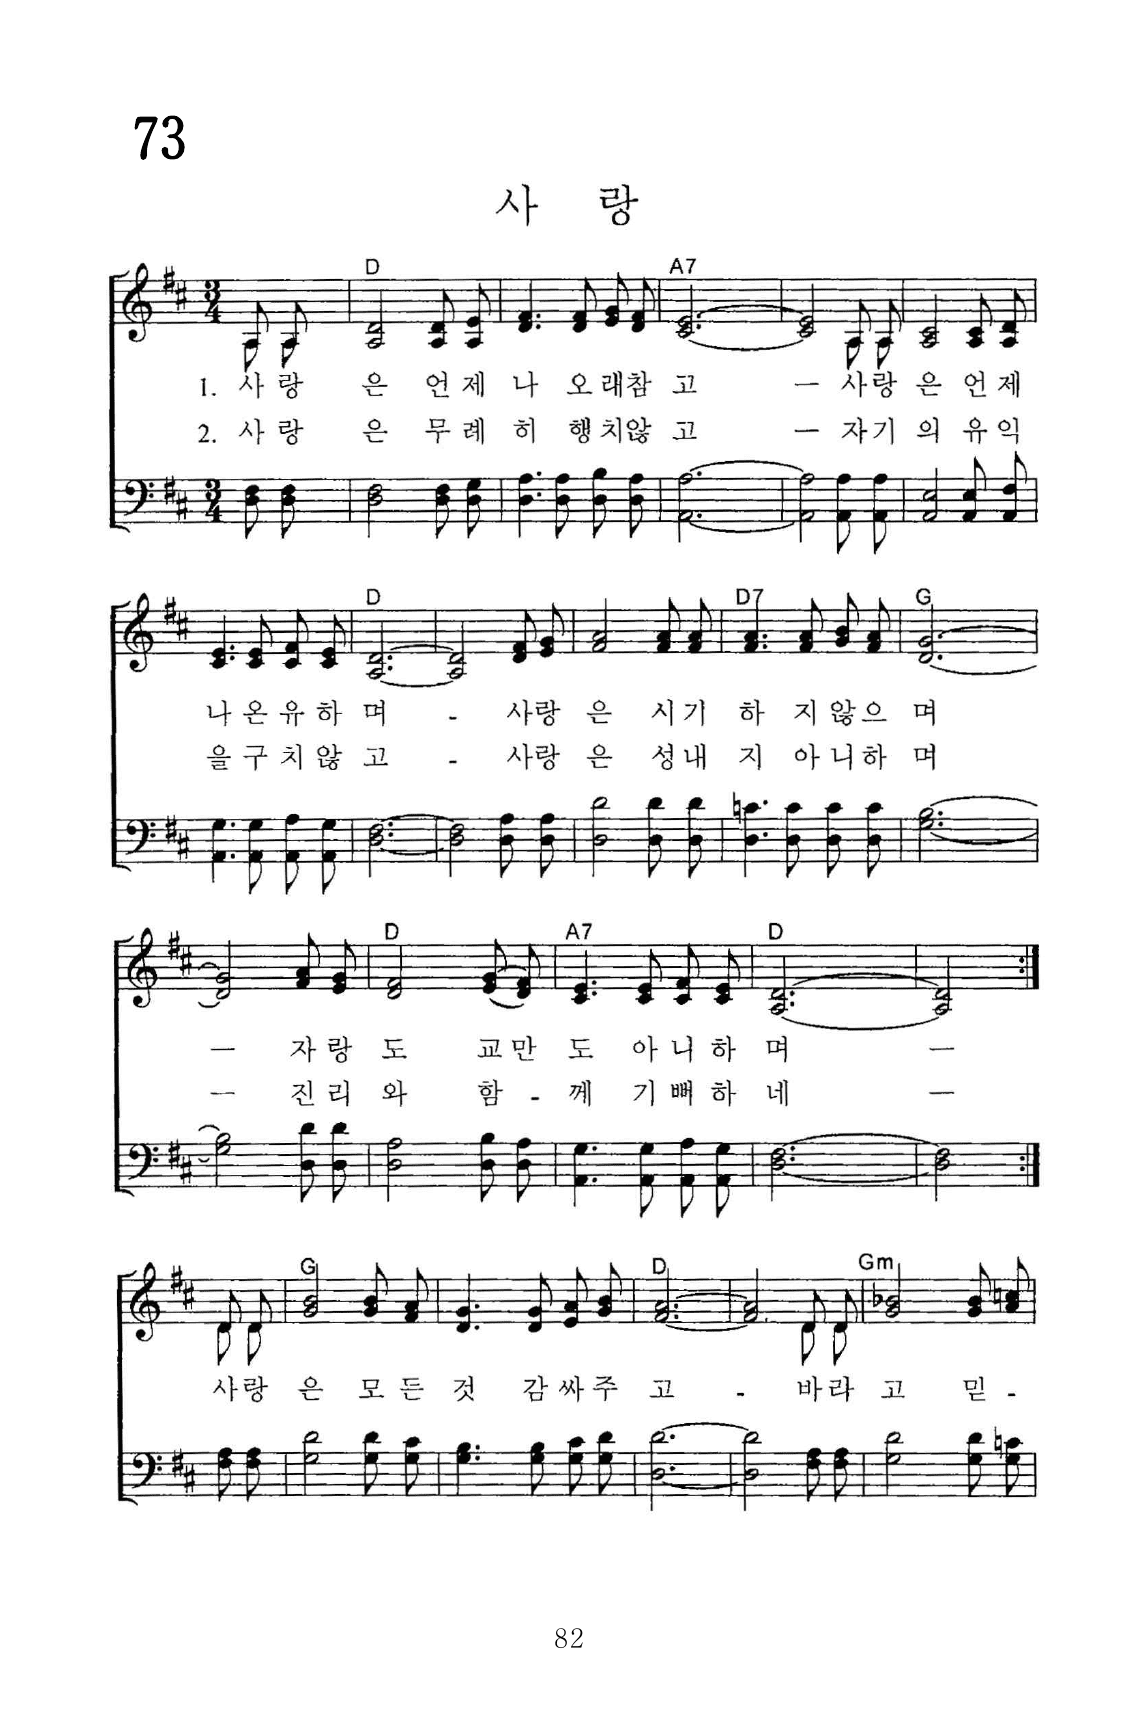 73
사 랑
D A7
1. 사 랑 은 언 제 나 오 래 참 고 - 사 랑 은 언 제
2. 사 랑 은 무 례 히 행 치 않 고 - 자 기 의 유 익
D D7 G
나 온 유 하 며 - 사랑 은 시 기 하 지 않 으 며
을 구 치 않 고 - 사랑 은 성 내 지 아 니 하 며
D A7 D
- 자 랑 도 교 만 도 아 니 하 며 -
- 진 리 와 함 - 께 기 뻐 하 네 -
G D Gm
사랑 은 모 든 것 감 싸 주 고 - 바라 고 믿 -
82